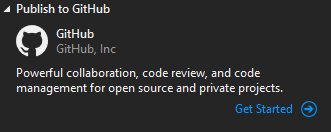 Publish to GitHub
GitHub
GitHub, Inc
Powerful collaboration, code review, and code
management for open source and private projects.
Get Started